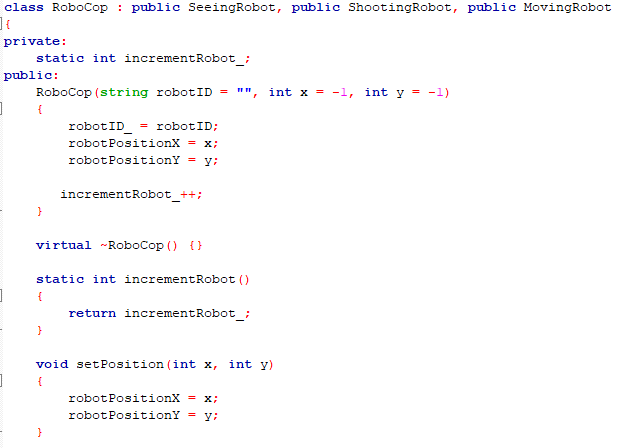 class RoboCop : public SeeingRobot, public ShootingRobot, public MovingRobot
{
private:
    static int incrementRobot_;
public:
    RoboCop(string robotID = "", int x = -1, int y = -1)
    {
        robotID_ = robotID;
        robotPositionX = x;
        robotPositionY = y;

       incrementRobot_++;
    }

    virtual ~RoboCop() {}

    static int incrementRobot()
    {
        return incrementRobot_;
    }

    void setPosition(int x, int y)
    {
        robotPositionX = x;
        robotPositionY = y;
    }